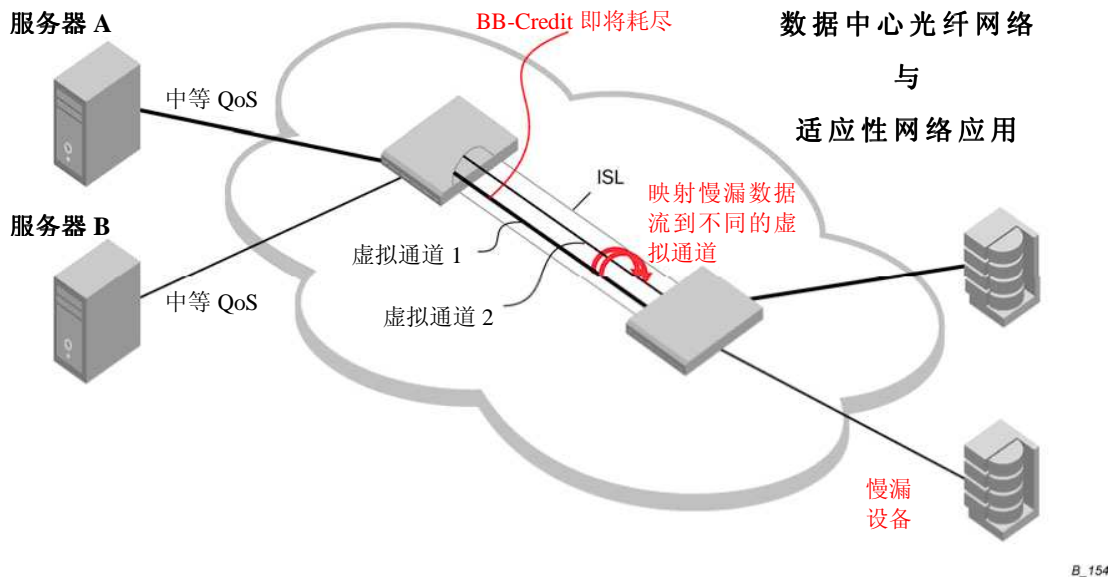 服务器 A
BB-Credit 即将耗尽
数据中心光纤网络
与
适应性网络应用
中等 QoS
ISL
映射慢漏数据
流到不同的虚
拟通道
服务器 B
虚拟通道 1
中等 QoS
虚拟通道 2
慢漏
设备
B_154